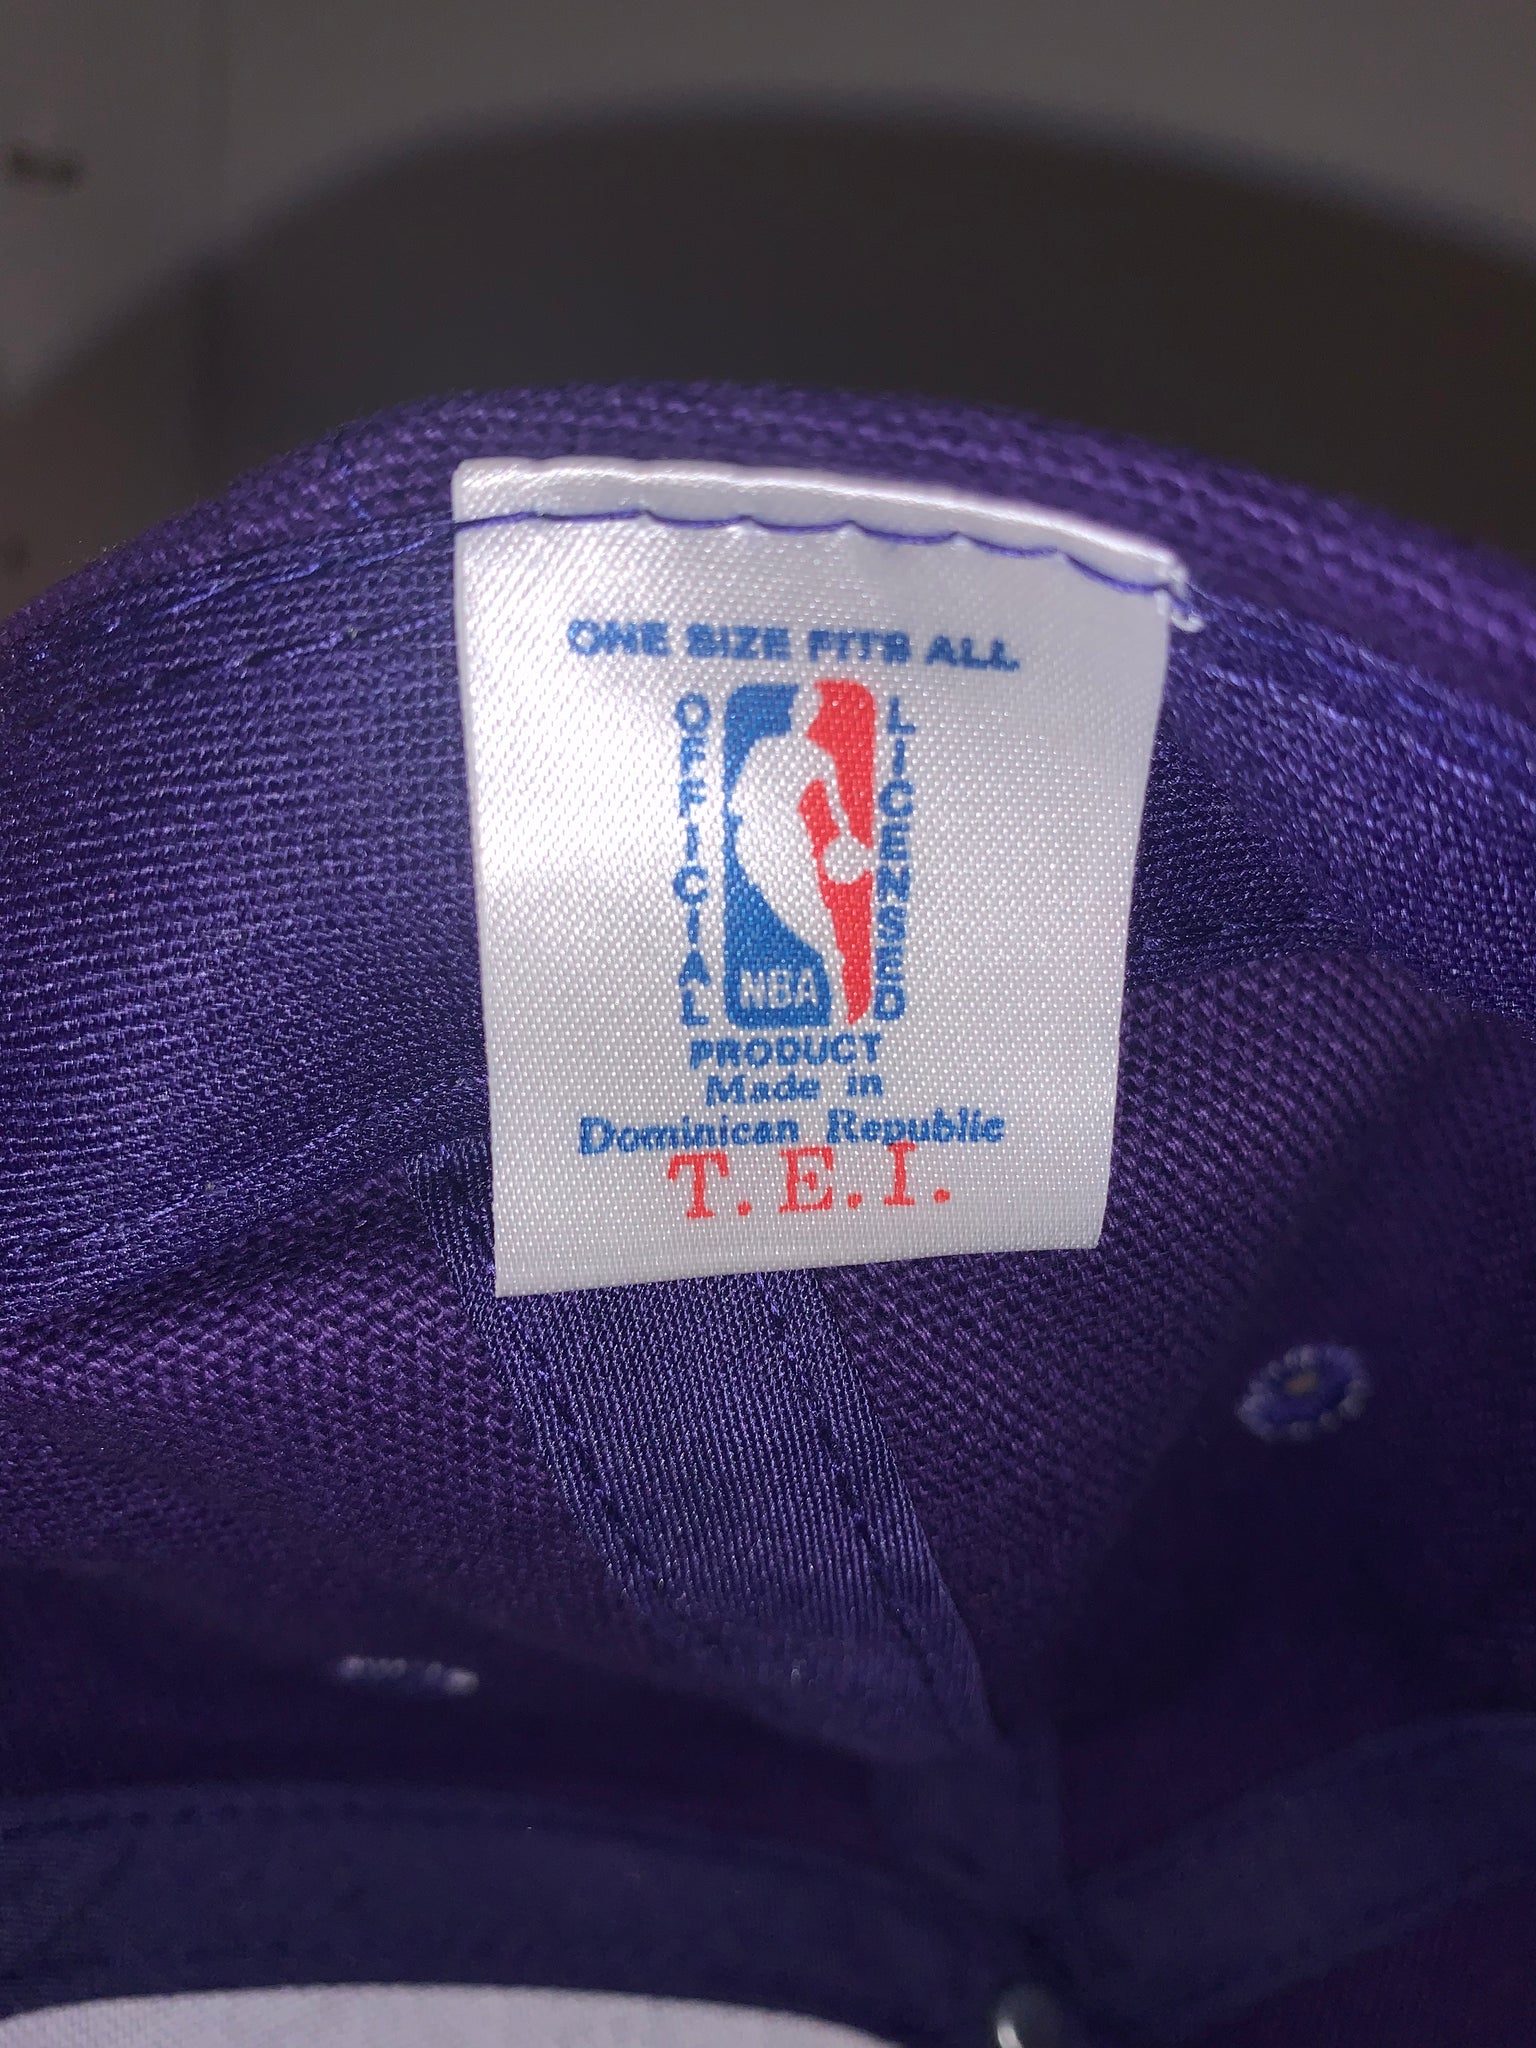 ONE SIZE FITS ALL
OFFICIAL
NBA
LICENSED
PRODUCT
Made in
Dominican Republic
T.E.I.